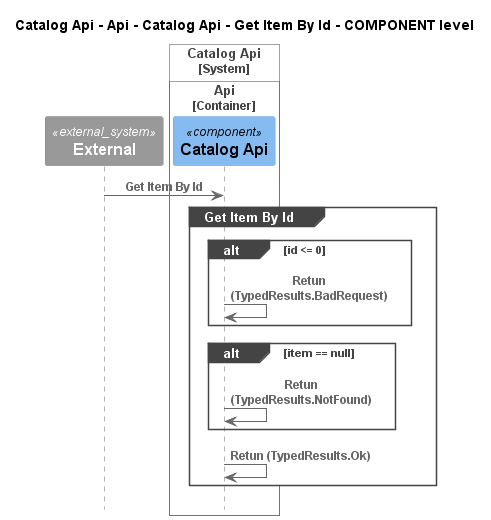 Catalog Api - Api - Catalog Api - Get Item By Id - COMPONENT level
Catalog Api
[System]
Api
[Container]
«external_system»
External
«component»
Catalog Api
Get Item By Id
Get Item By Id
alt [id <= 0]
Retun
(TypedResults.BadRequest)
alt [item == null]
Retun
(TypedResults.NotFound)
Retun (TypedResults.Ok)